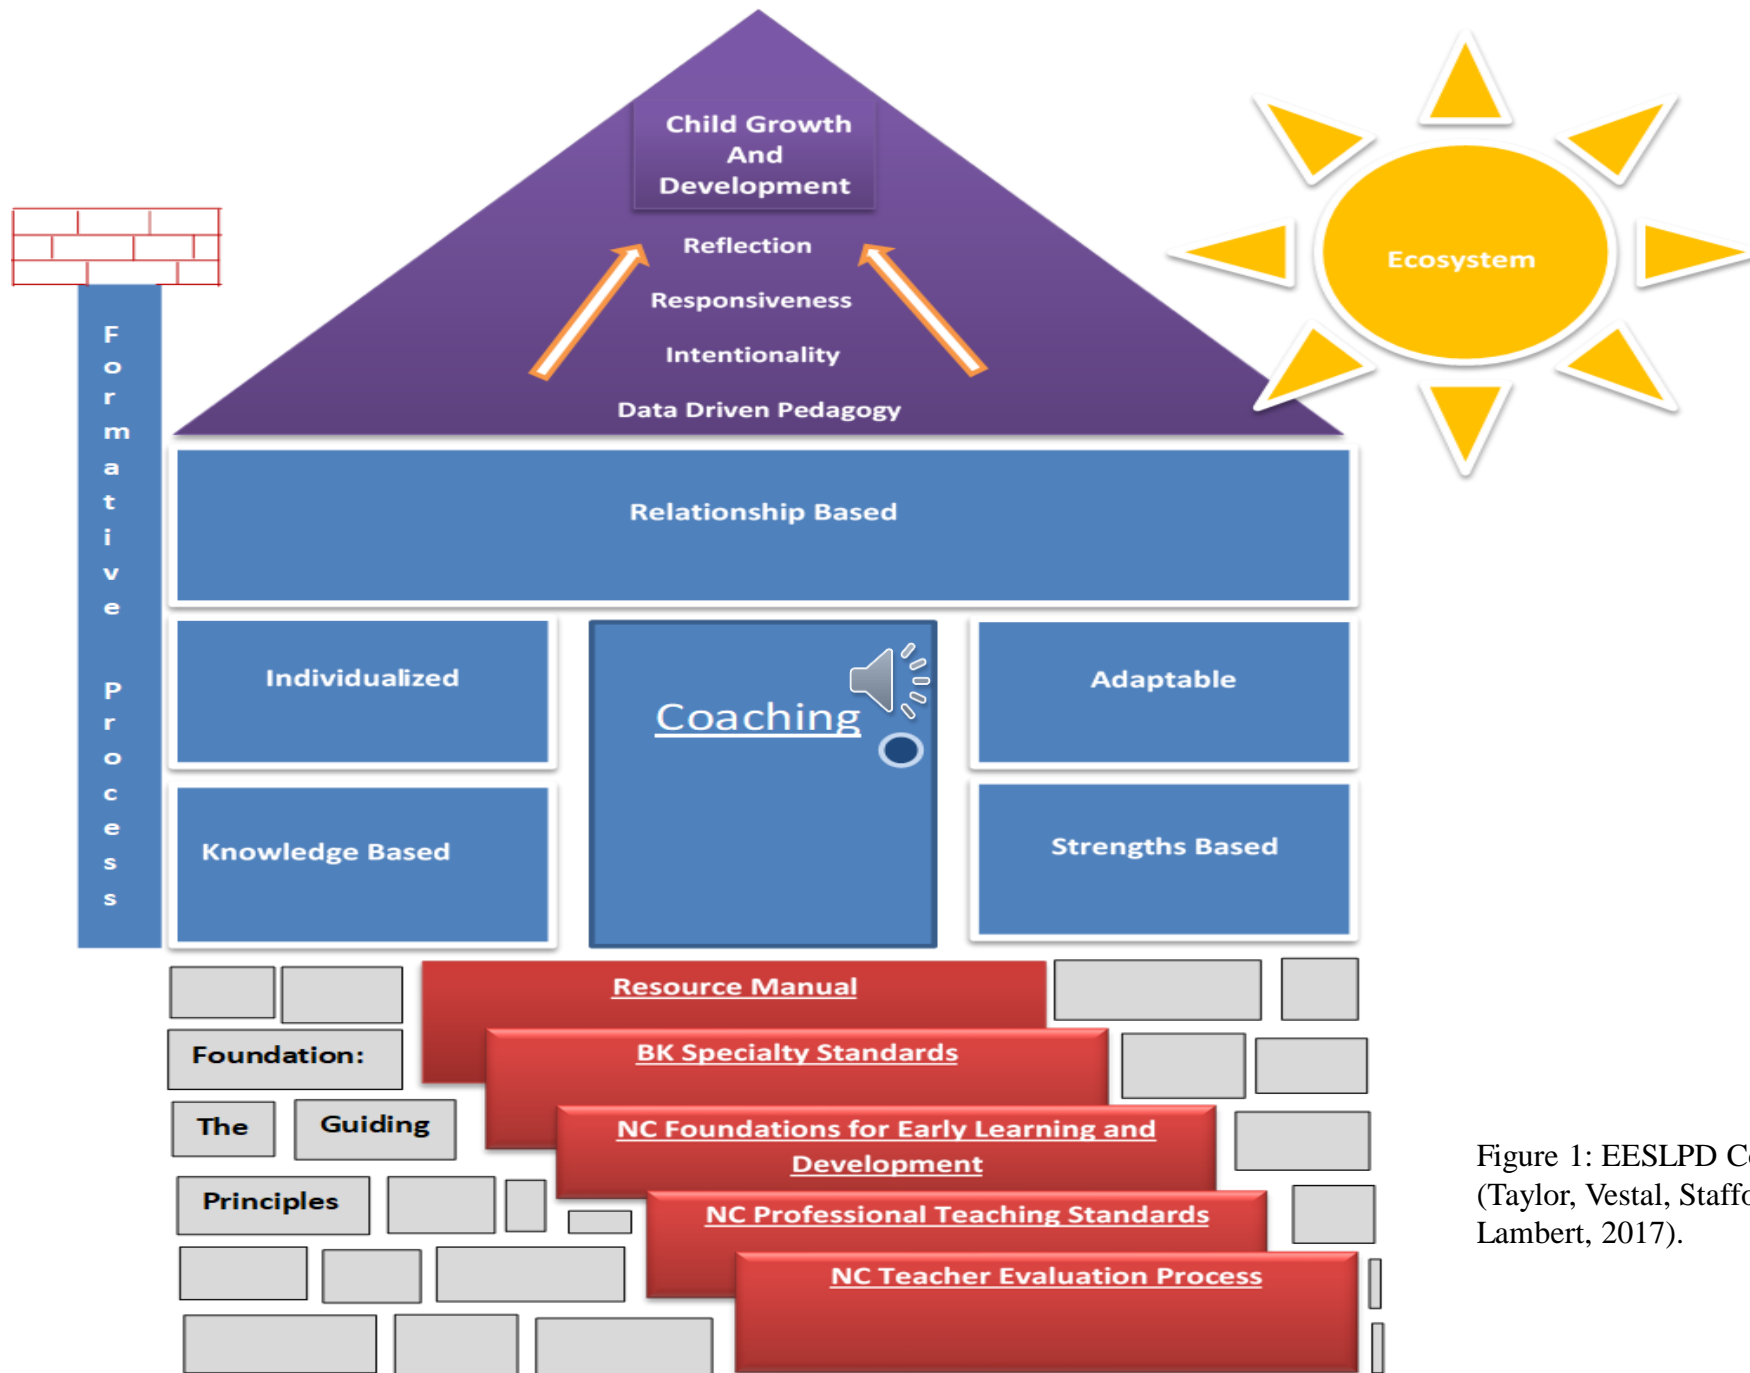 Child Growth
And
Development
Reflection
Responsiveness
Intentionality
Data Driven Pedagogy
Ecosystem
Formative Process
Relationship Based
Individualized
Coaching
Adaptable
Knowledge Based
Strengths Based
Resource Manual
BK Specialty Standards
Foundation:
The Guiding
Principles
NC Foundations for Early Learning and
Development
NC Professional Teaching Standards
NC Teacher Evaluation Process
Figure 1: EESLPD
(Taylor, Vestal,
Lambert, 2017).